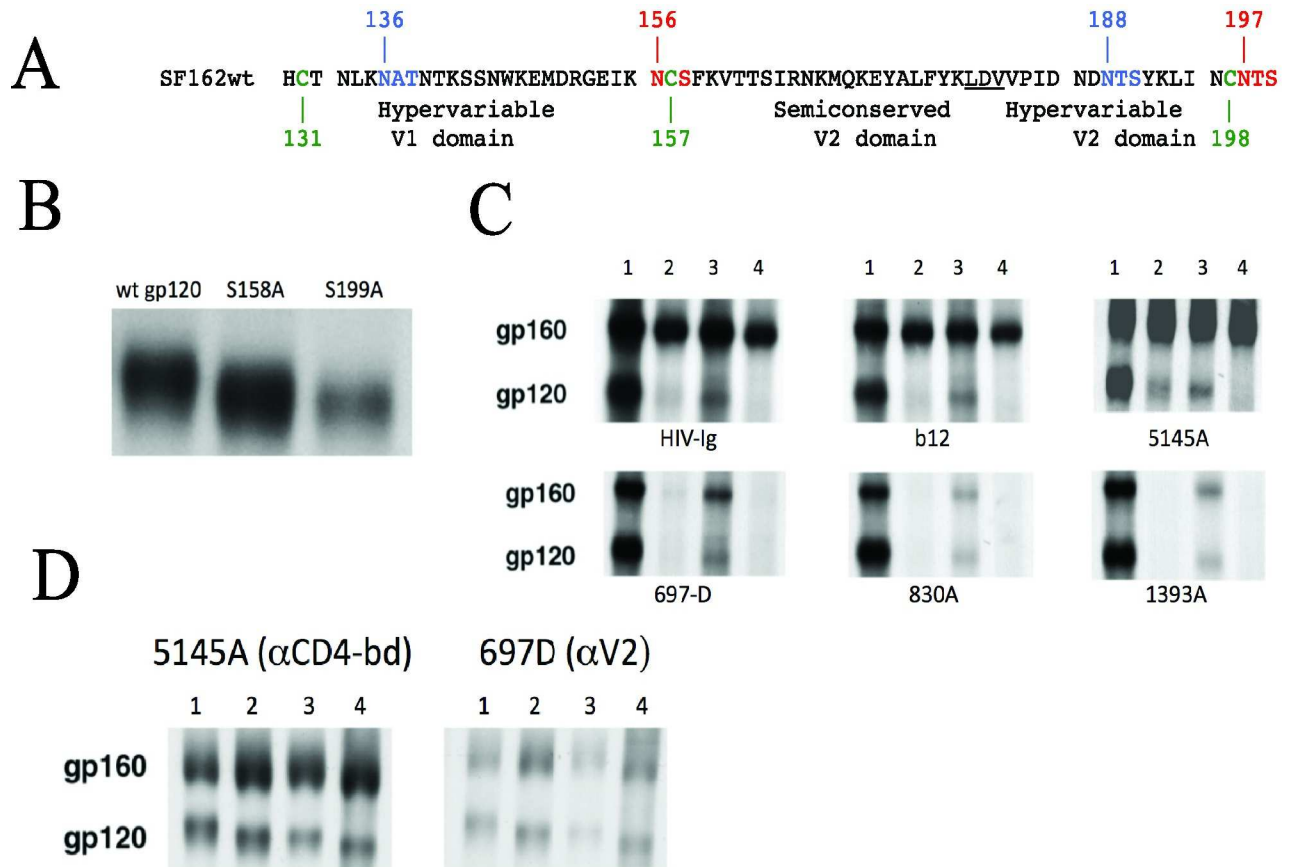 A
136 156 188 197
SF162wt HCT NLKNATNTKSSNWKEMDRGEIK NCSFKVTTSIRNKMQKEYALFYKLDVVPID NDNTSYKLI NCNTS
Hypervariable Semiconserved Hypervariable
131 V1 domain 157 V2 domain V2 domain 198
B
wt gp120 S158A S199A
C
1 2 3 4 1 2 3 4 1 2 3 4
gp160
gp120
HIV-Ig b12 5145A
gp160
gp120
697-D 830A 1393A
D
5145A (αCD4-bd) 697D (αV2)
1 2 3 4 1 2 3 4
gp160
gp120